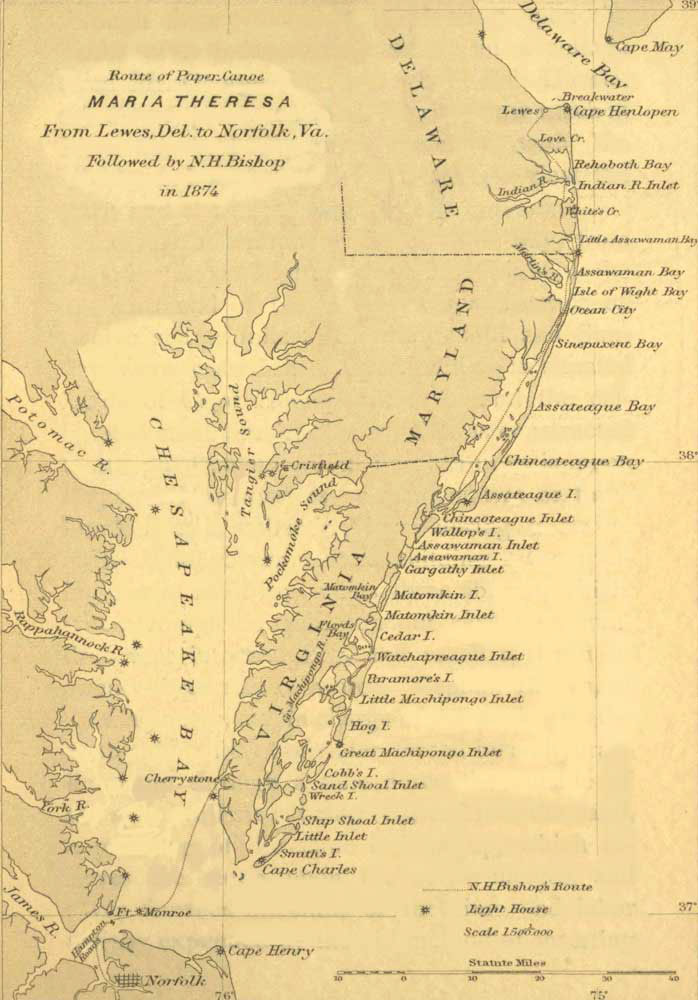 39°
Delaware Bay
Cape May
Route of Paper Canoe
MARIA THERESA
From Lewes, Del. to Norfolk, Va.
Followed by N.H. Bishop
in 1874
DELAWARE
Breakwater
Lewes
Cape Henlopen
Love Cr.
Rehoboth Bay
Indian R.
Indian R. Inlet
White's Cr.
Little Assawaman Bay
Martin's R.
Assawaman Bay
Isle of Wight Bay
Ocean City
MARYLAND
Sinepuxent Bay
Assateague Bay
Potomac R.
CHESAPEAKE BAY
Tangier Sound
Crisfield
Chincoteague Bay
38°
Pockomoke Sound
Assateague I.
Chincoteague Inlet
Wallop's I.
Assawaman Inlet
Assawaman I.
Gargathy Inlet
VIRGINIA
Matomkin
Bay
Matomkin I.
Matomkin Inlet
Rappahannock R.
Floyds
Bay
Cedar I.
Watchapreague Inlet
Gt. Machipongo R.
Paramore's I.
Little Machipongo Inlet
Hog I.
Great Machipongo Inlet
Cherrystone
Cobb's I.
Sand Shoal Inlet
Wreck I.
York R.
Ship Shoal Inlet
Little Inlet
Smith's I.
Cape Charles
James R.
N.H. Bishop's Route
Light House
37°
Ft. Monroe
Hampton
Roads
Scale 1:500.000
Cape Henry
Norfolk
Statute Miles
10 0 10 20 30 40
76°
75°